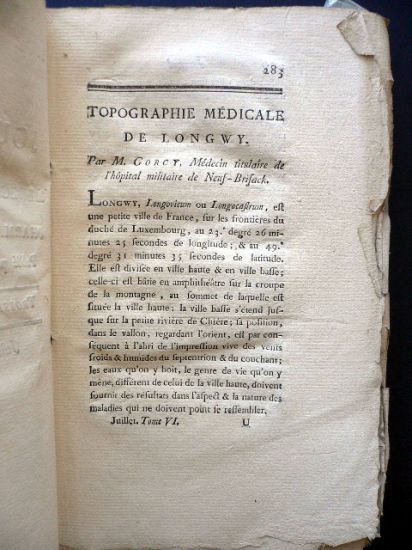 283
TOPOGRAPHIE MÉDICALE
DE LONGWY.
Par M. GORCY, Médecin titulaire de
l'hôpital militaire de Neuf-Brisack.
LONGWY, Longovicum ou Longocastrum, est
une petite ville de France, sur les frontières du
duché de Luxembourg, au 23.e degré 26 mi-
nutes 25 secondes de longitude; & au 49.e
degré 31 minutes 35 secondes de latitude.
Elle est divisée en ville haute & en ville basse;
celle-ci est bâtie en amphithéâtre sur la croupe
de la montagne, au sommet de laquelle est
située la ville haute; la ville basse s'étend jus-
que sur la petite rivière de Chière; sa position,
dans le vallon, regardant l'orient, est par con-
séquent à l'abri de l'impression vive des vents
froids & humides du septentrion & du couchant;
les eaux qu'on y boit, le genre de vie qu'on y
mène, différent de celui de la ville haute, doivent
fournir des résultats dans l'aspect & la nature des
maladies qui ne doivent point se ressembler.
Juillet. Tome VI. U